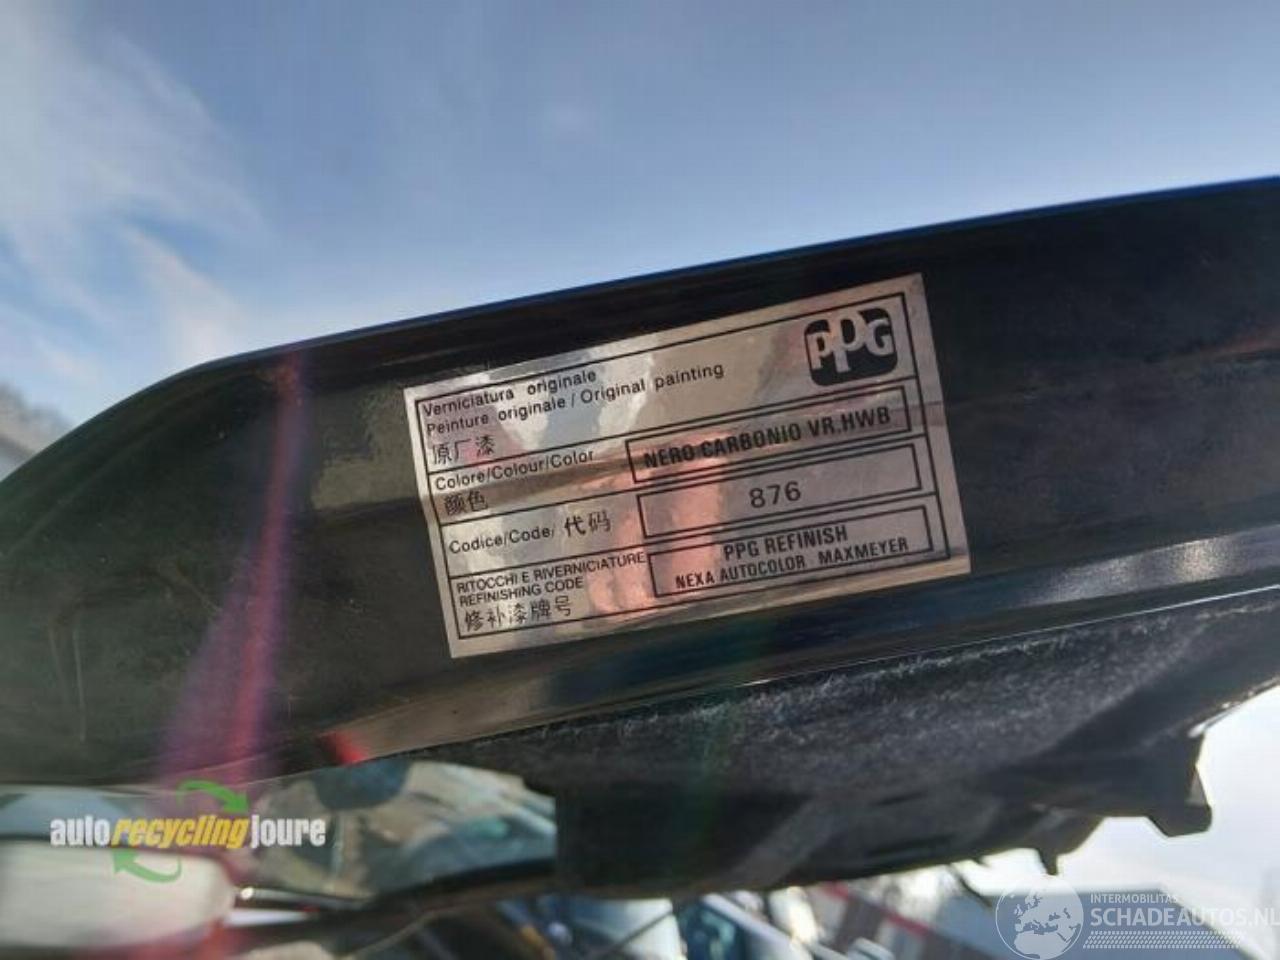 Verniciatura originale
Peinture originale / Original painting
原厂漆
PPG
Colore/Colour/Color
颜色
NERO CARBONIO VR.HWB
Codice/Code/ 代码
876
RITOCCHI E RIVERNICIATURE
REFINISHING CODE
修补漆牌号
PPG REFINISH
NEXA AUTOCOLOR MAXMEYER
autorecyclingjoure
INTERMOBILITAS
SCHADEAUTOS.NL